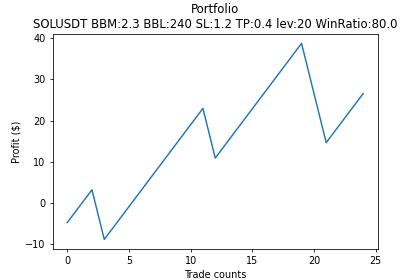 Portfolio
SOLUSDT BBM:2.3 BBL:240 SL:1.2 TP:0.4 lev:20 WinRatio:80.0
40
30
20
10
0
−10
Profit ($)
0 5 10 15 20 25
Trade counts